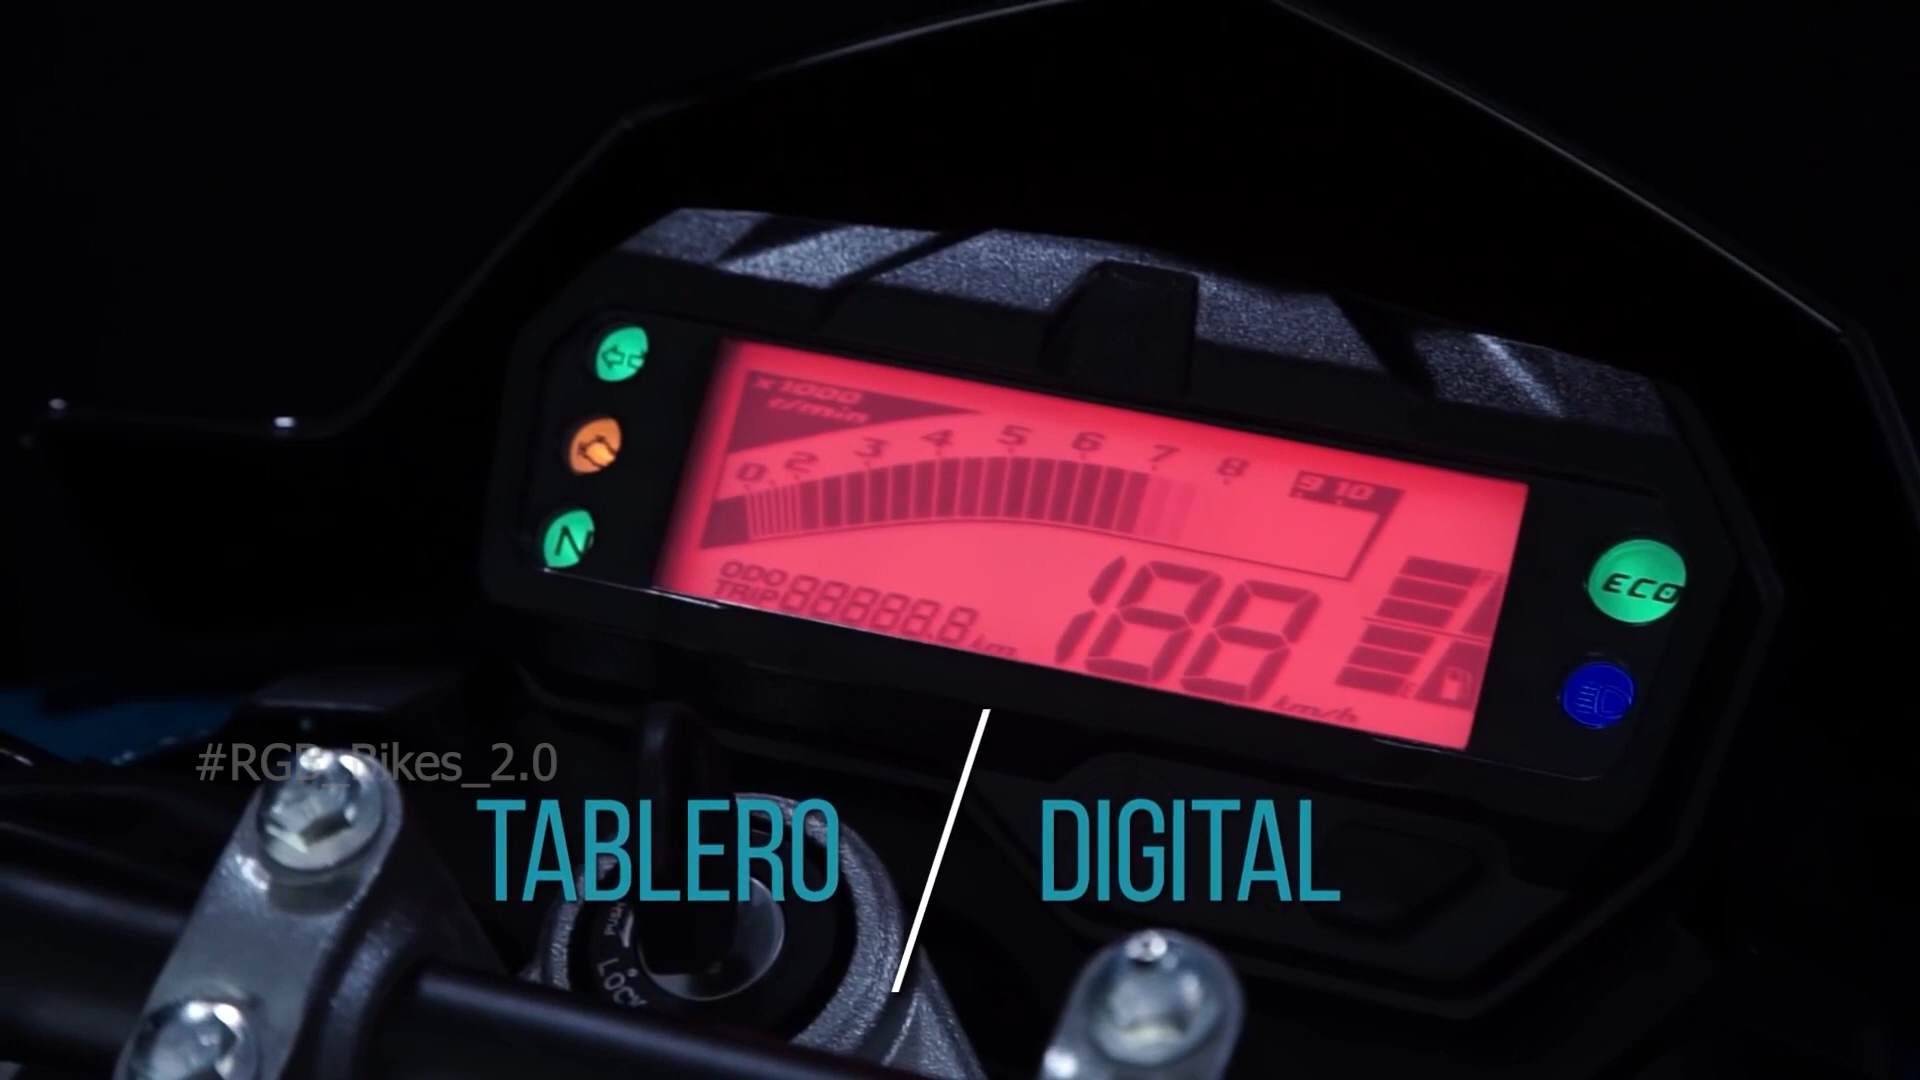 x1000
r/min
0 2 3 4 5 6 7 8 9 10
ODO
TRIP 88888.8 km
188 km/h
N
ECO
#RGB_Bikes_2.0
TABLERO / DIGITAL
LOCK